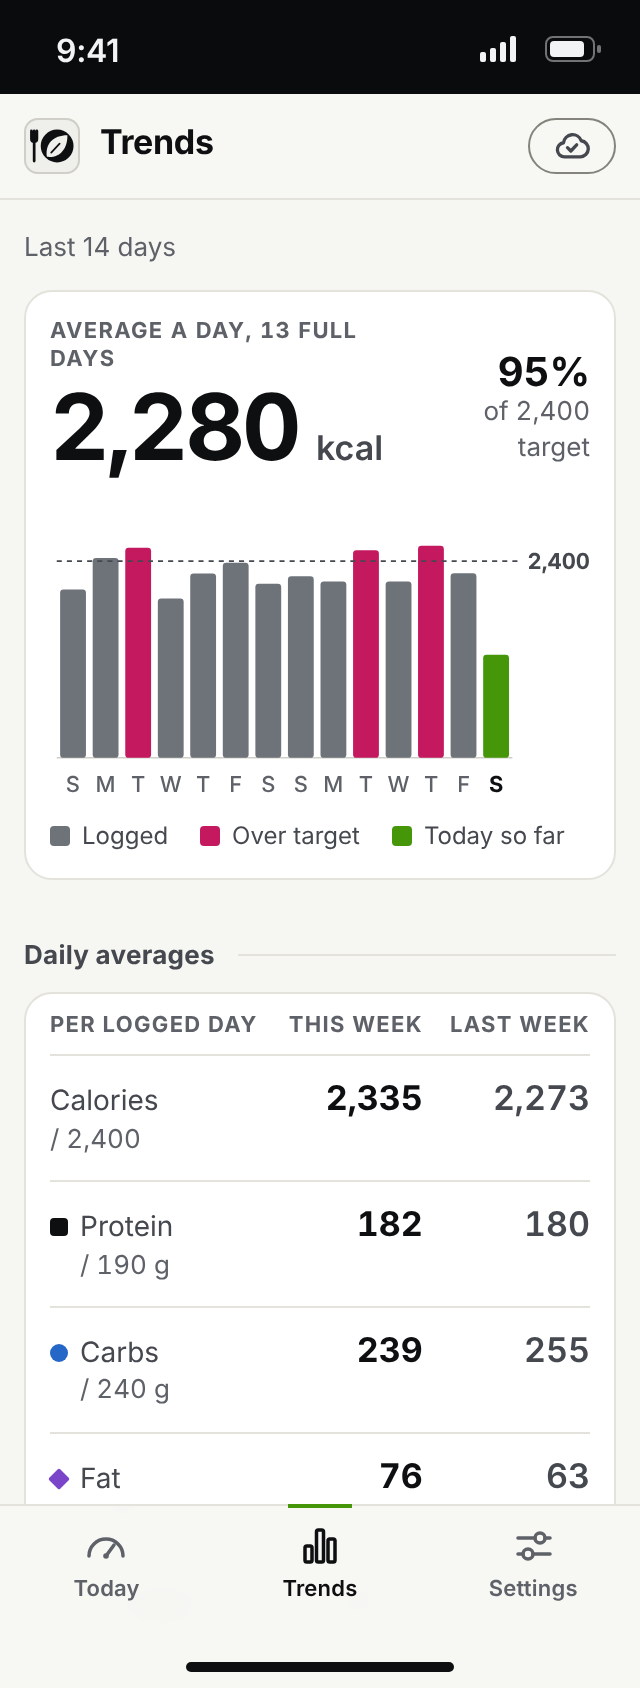 9:41
Trends
Last 14 days
AVERAGE A DAY, 13 FULL
DAYS
2,280 kcal
95%
of 2,400
target
2,400
S M T W T F S S M T W T F S
Logged Over target Today so far
Daily averages
PER LOGGED DAY THIS WEEK LAST WEEK
Calories 2,335 2,273
/ 2,400
Protein 182 180
/ 190 g
Carbs 239 255
/ 240 g
Fat 76 63
Today Trends Settings